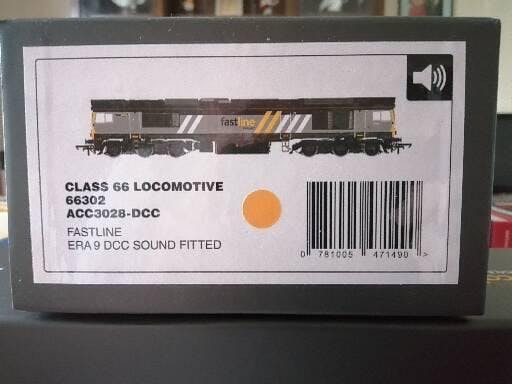 fastline
CLASS 66 LOCOMOTIVE
66302
ACC3028-DCC
FASTLINE
ERA 9 DCC SOUND FITTED
0 781005 471490 >